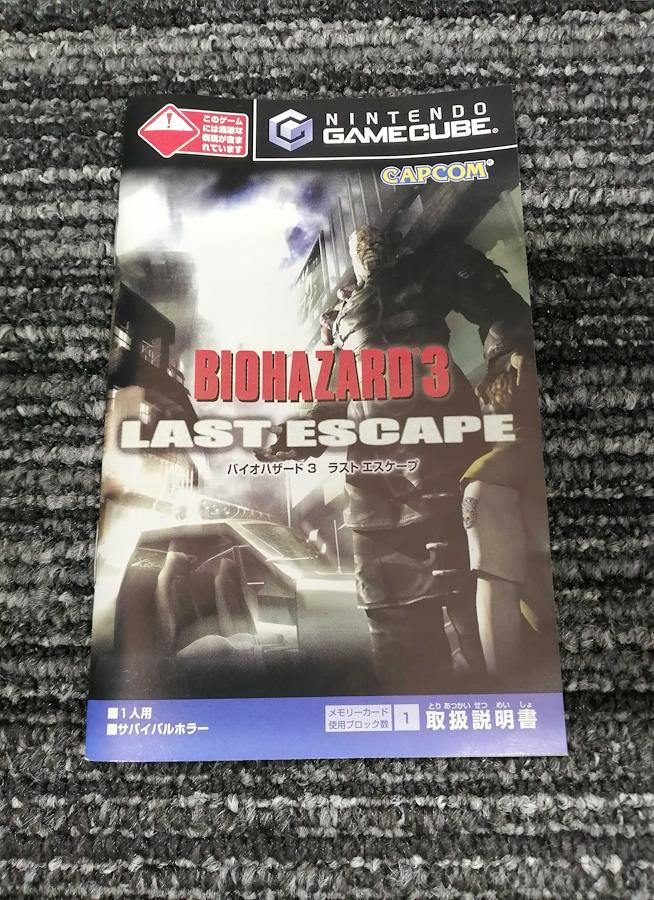 このゲーム
には過激な
表現が含ま
れています
NINTENDO
GAMECUBE®
CAPCOM®
BIOHAZARD® 3
LAST ESCAPE
バイオハザード3 ラスト エスケープ
■1人用
■サバイバルホラー
メモリーカード
使用ブロック数
1
とり あつかい せつ めい しょ
取扱説明書